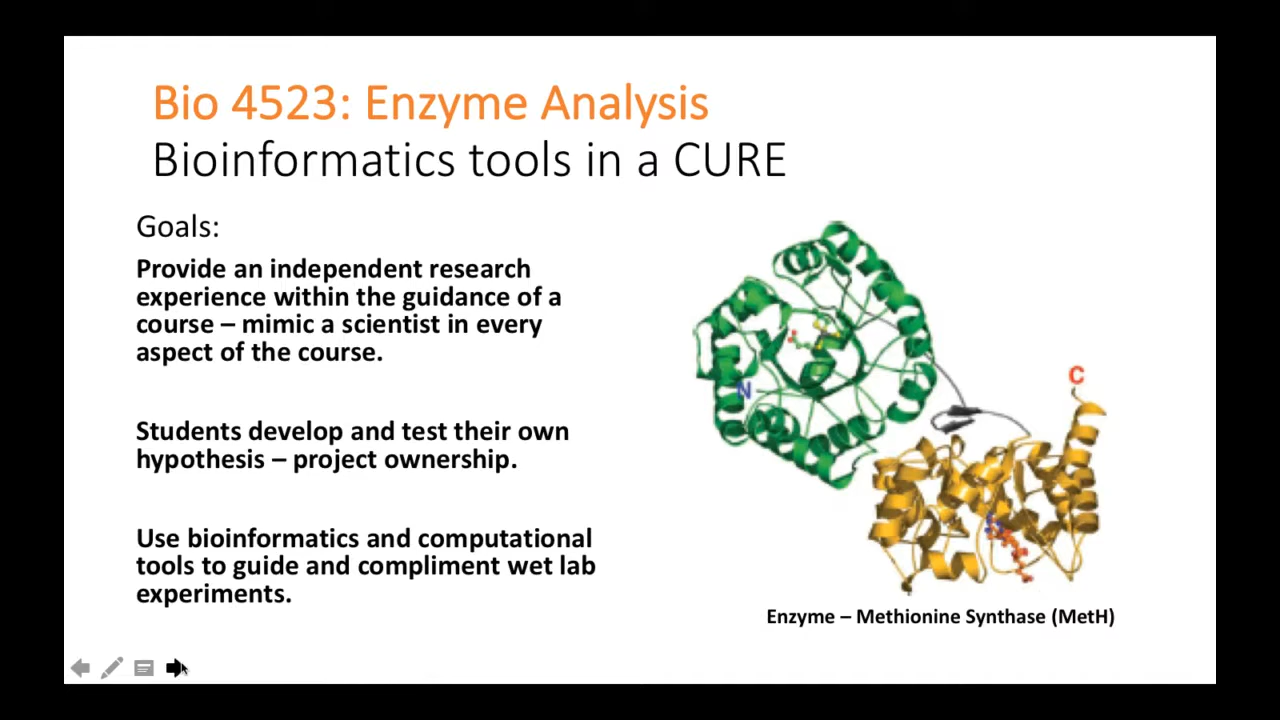 Bio 4523: Enzyme Analysis
Bioinformatics tools in a CURE
Goals:
Provide an independent research
experience within the guidance of a
course – mimic a scientist in every
aspect of the course.
Students develop and test their own
hypothesis – project ownership.
Use bioinformatics and computational
tools to guide and compliment wet lab
experiments.
N
C
Enzyme – Methionine Synthase (MetH)